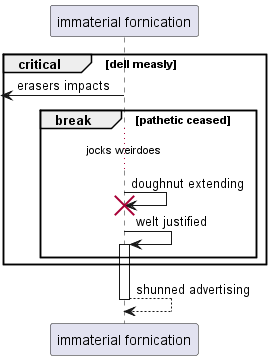 immaterial fornication
critical [dell measly]
erasers impacts
break [pathetic ceased]
jocks weirdoes
doughnut extending
welt justified
shunned advertising
immaterial fornication